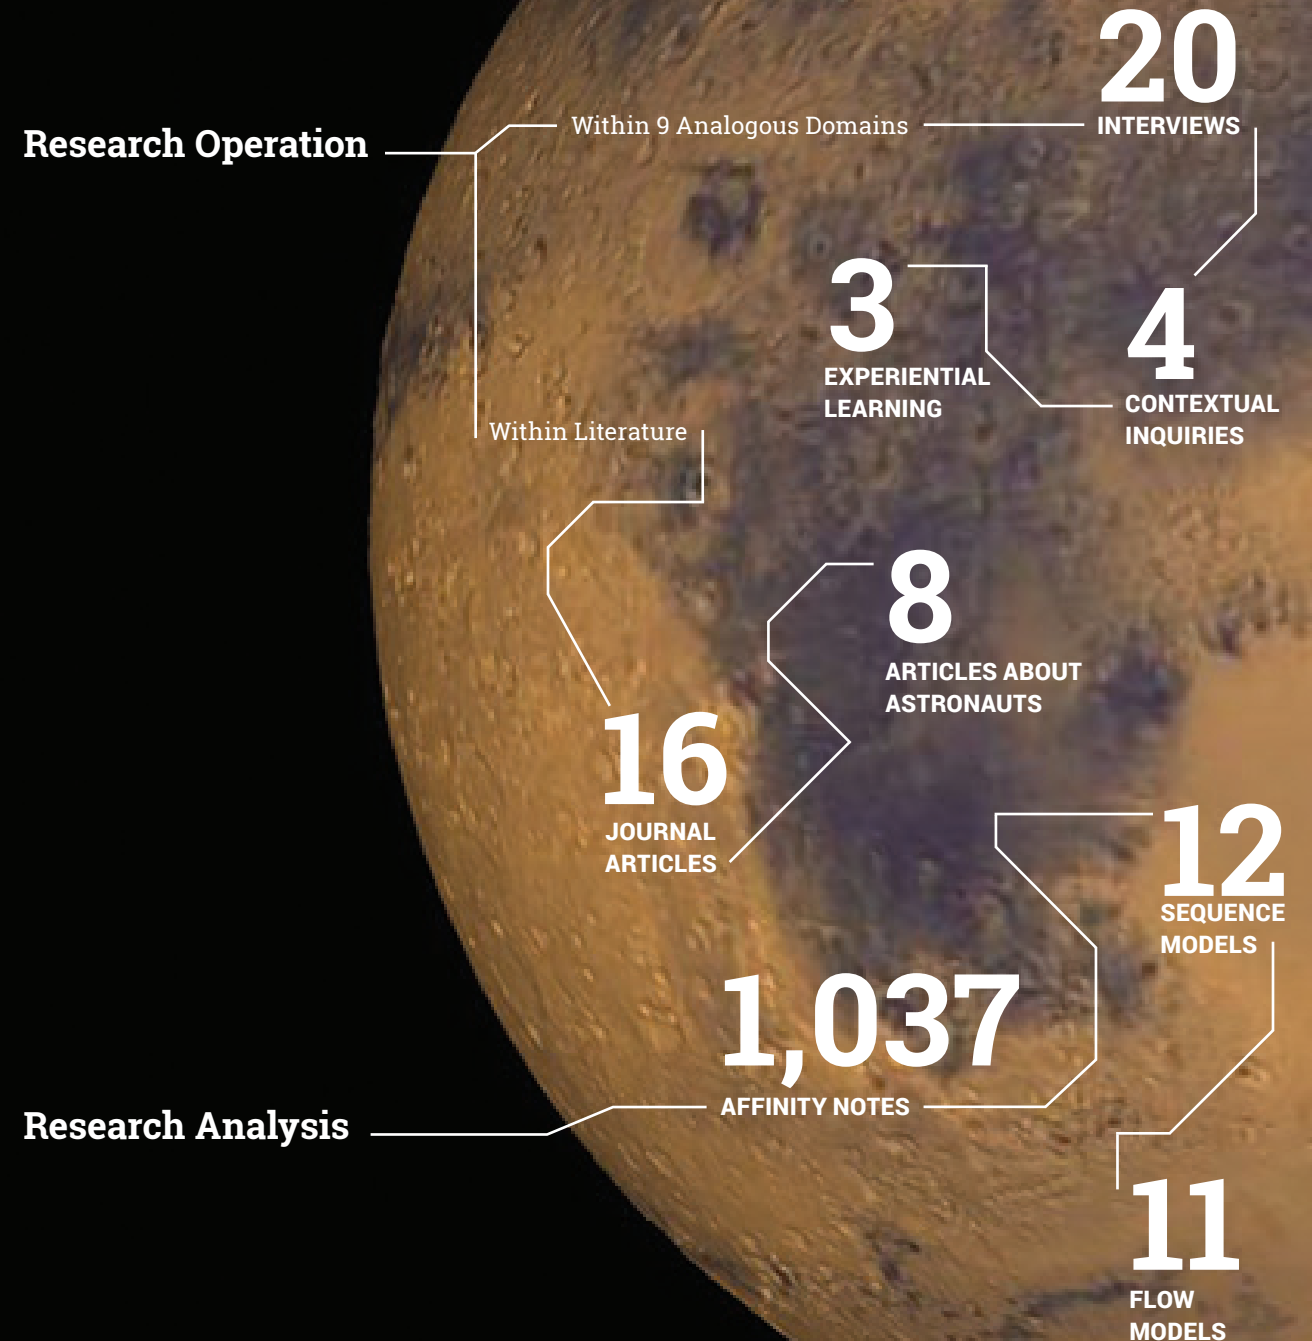 Research Operation
Within 9 Analogous Domains
20
INTERVIEWS
4
CONTEXTUAL
INQUIRIES
3
EXPERIENTIAL
LEARNING
Within Literature
16
JOURNAL
ARTICLES
8
ARTICLES ABOUT
ASTRONAUTS
Research Analysis
1,037
AFFINITY NOTES
12
SEQUENCE
MODELS
11
FLOW
MODELS